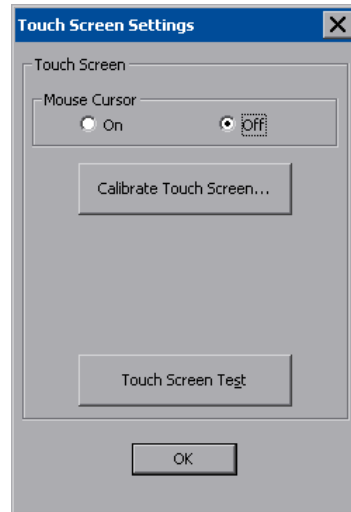 Touch Screen Settings
Touch Screen
Mouse Cursor
On Off
Calibrate Touch Screen...
Touch Screen Test
OK